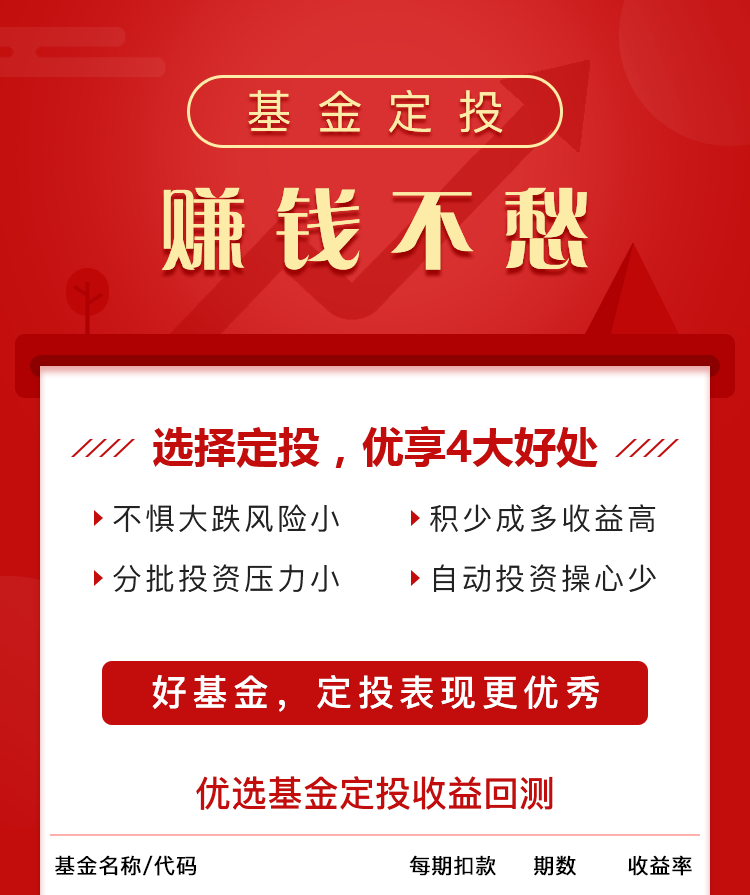 基金定投
赚钱不愁
选择定投，优享4大好处
不惧大跌风险小 积少成多收益高
分批投资压力小 自动投资操心少
好基金，定投表现更优秀
优选基金定投收益回测
基金名称/代码 每期扣款 期数 收益率